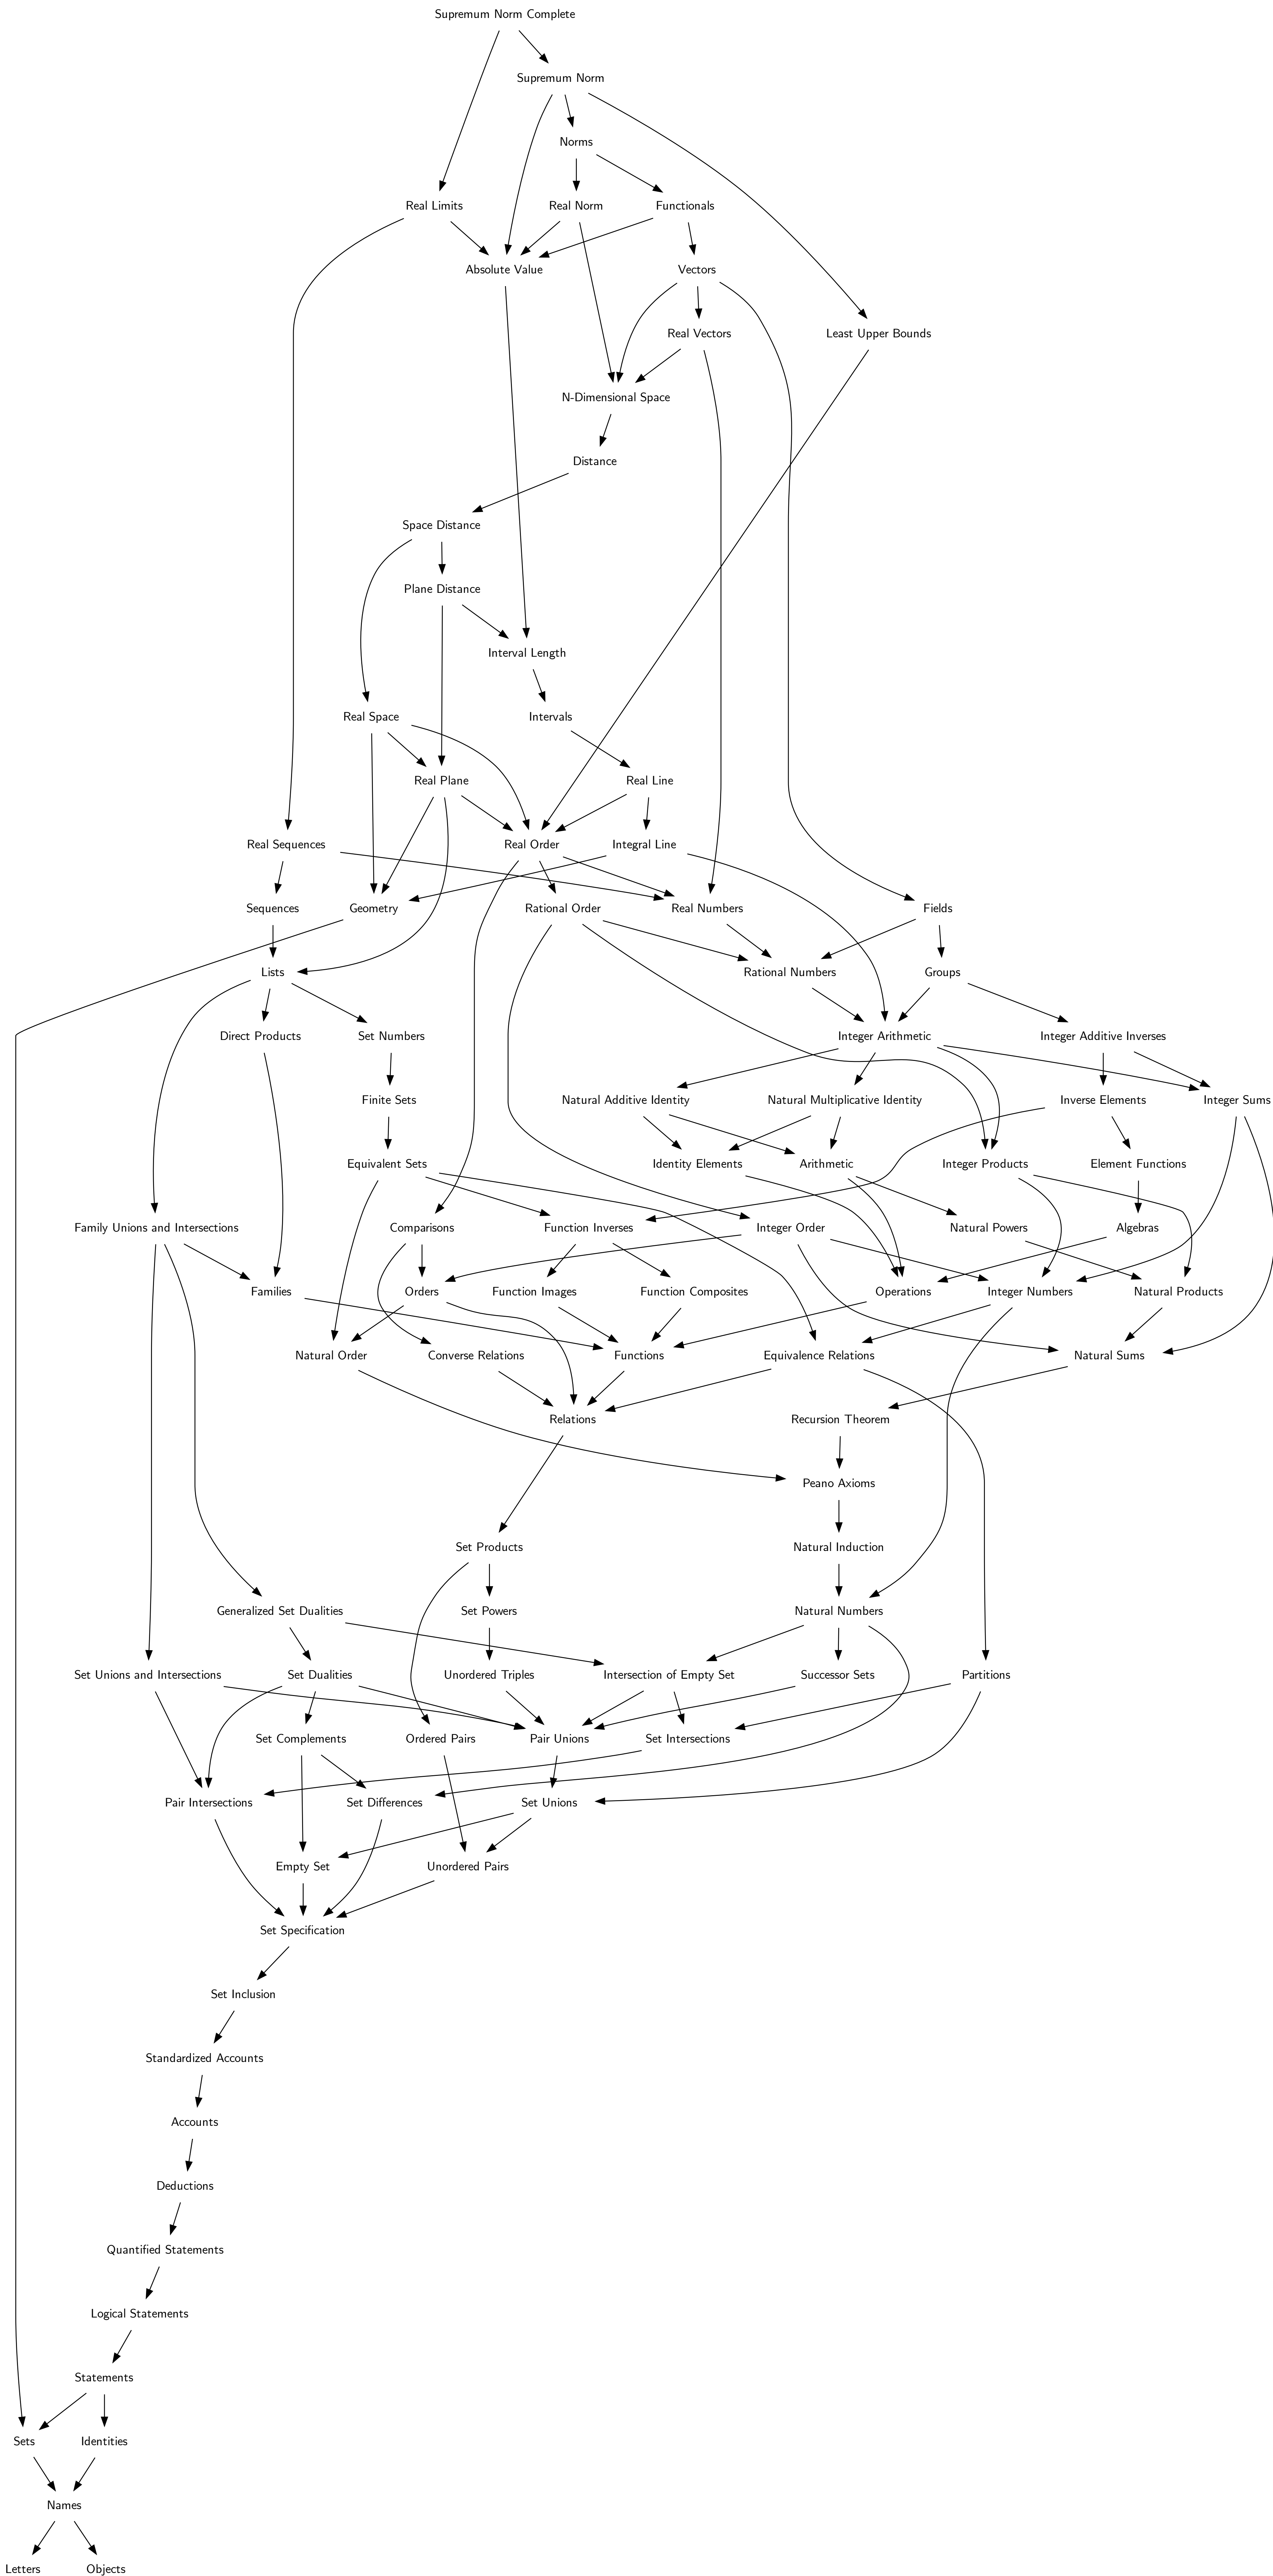 Supremum Norm Complete
Supremum Norm
Norms
Real Limits
Real Norm
Functionals
Absolute Value
Vectors
Real Vectors
Least Upper Bounds
N-Dimensional Space
Distance
Space Distance
Plane Distance
Interval Length
Real Space
Intervals
Real Plane
Real Line
Real Sequences
Real Order
Integral Line
Sequences
Geometry
Rational Order
Real Numbers
Fields
Lists
Rational Numbers
Groups
Direct Products
Set Numbers
Integer Arithmetic
Integer Additive Inverses
Finite Sets
Natural Additive Identity
Natural Multiplicative Identity
Inverse Elements
Integer Sums
Equivalent Sets
Identity Elements
Arithmetic
Integer Products
Element Functions
Family Unions and Intersections
Comparisons
Function Inverses
Integer Order
Natural Powers
Algebras
Families
Orders
Function Images
Function Composites
Operations
Integer Numbers
Natural Products
Natural Order
Converse Relations
Functions
Equivalence Relations
Natural Sums
Relations
Recursion Theorem
Peano Axioms
Set Products
Natural Induction
Generalized Set Dualities
Set Powers
Natural Numbers
Set Unions and Intersections
Set Dualities
Unordered Triples
Intersection of Empty Set
Successor Sets
Partitions
Set Complements
Ordered Pairs
Pair Unions
Set Intersections
Pair Intersections
Set Differences
Set Unions
Empty Set
Unordered Pairs
Set Specification
Set Inclusion
Standardized Accounts
Accounts
Deductions
Quantified Statements
Logical Statements
Statements
Sets
Identities
Names
Letters
Objects